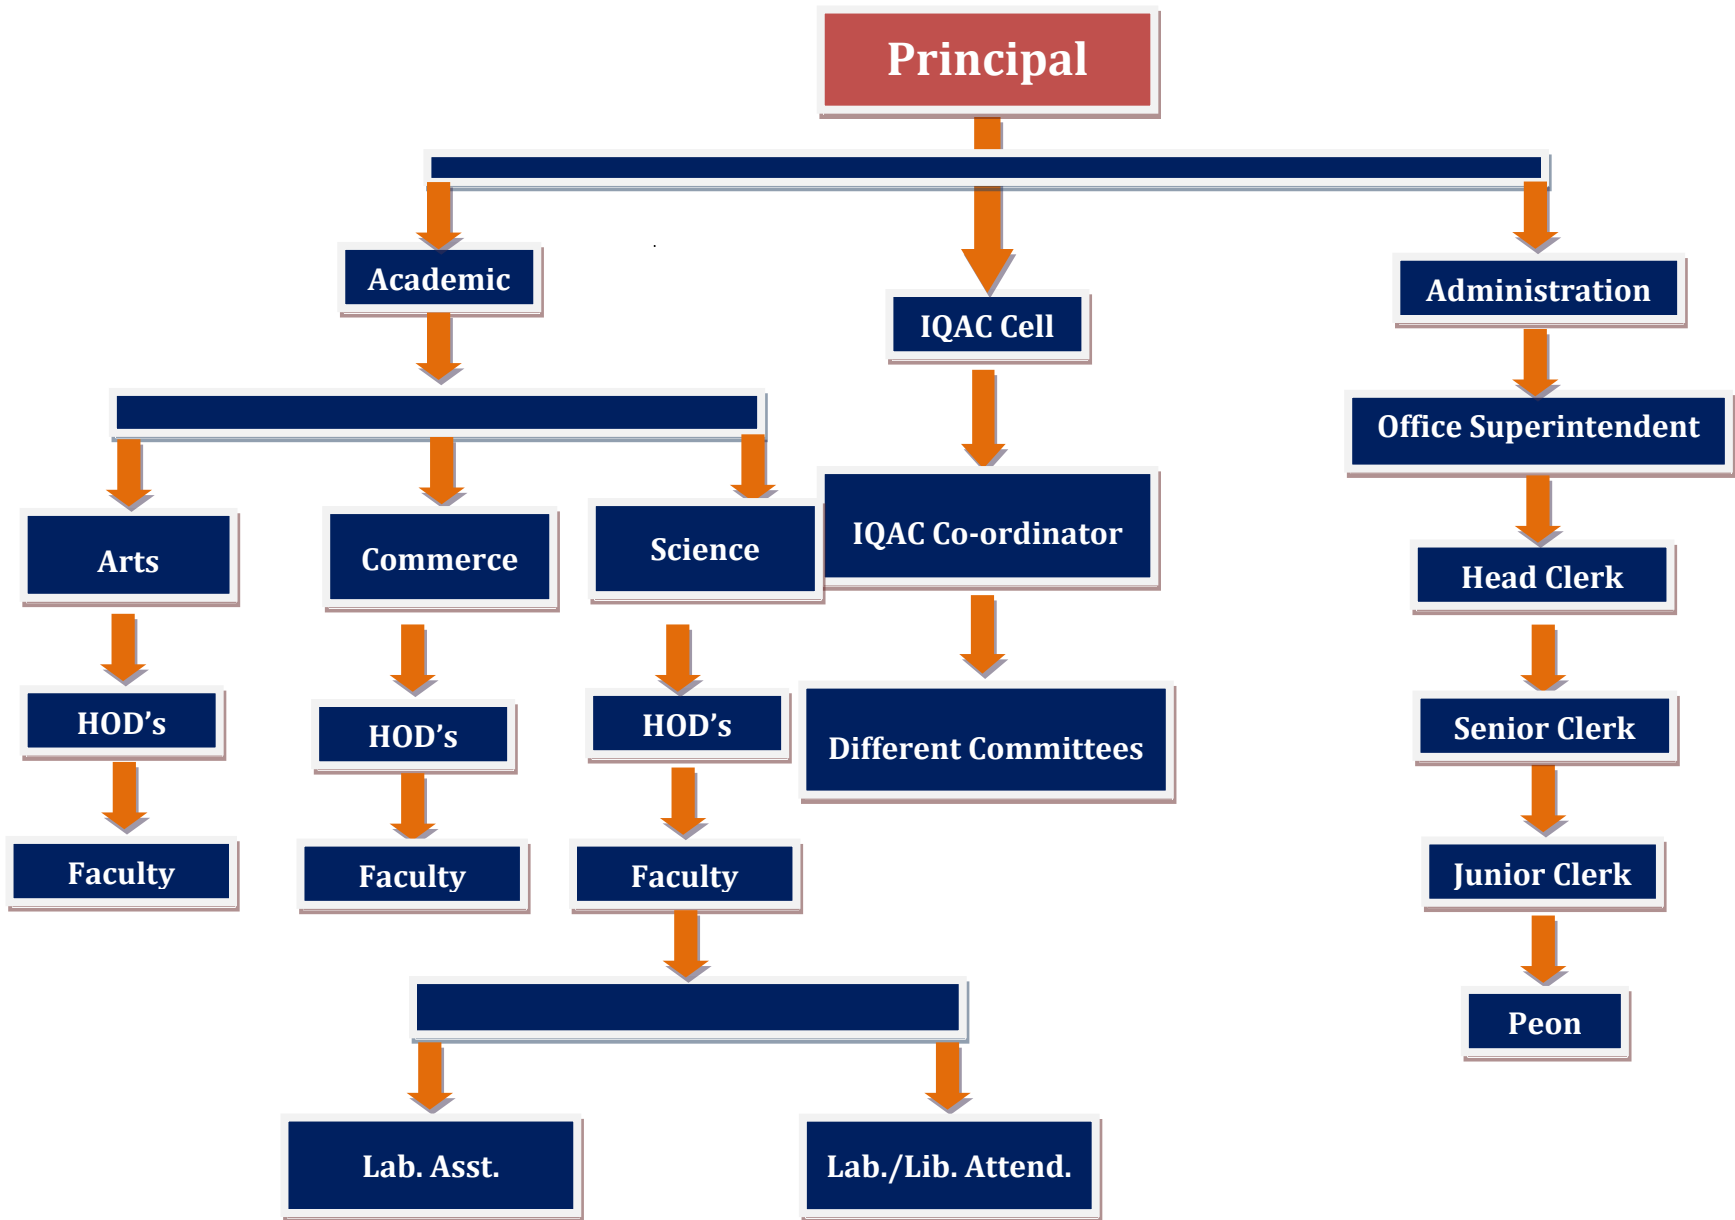 Principal
Academic
IQAC Cell
Administration
Office Superintendent
Arts
Commerce
Science
IQAC Co-ordinator
Head Clerk
HOD’s
HOD’s
HOD’s
Different Committees
Senior Clerk
Faculty
Faculty
Faculty
Junior Clerk
Peon
Lab. Asst.
Lab./Lib. Attend.